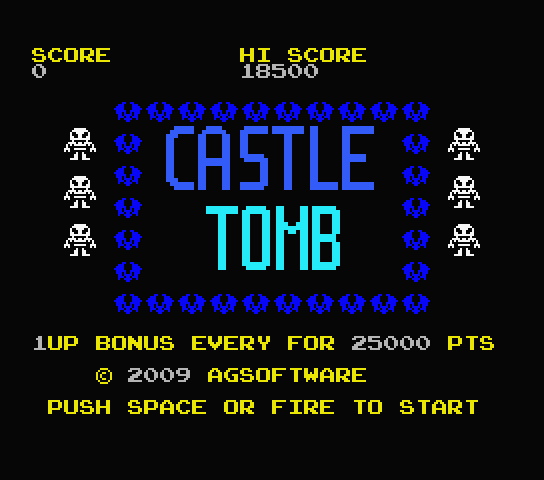 SCORE HI SCORE
0 18500
CASTLE
TOMB
1UP BONUS EVERY FOR 25000 PTS
© 2009 AGSOFTWARE
PUSH SPACE OR FIRE TO START